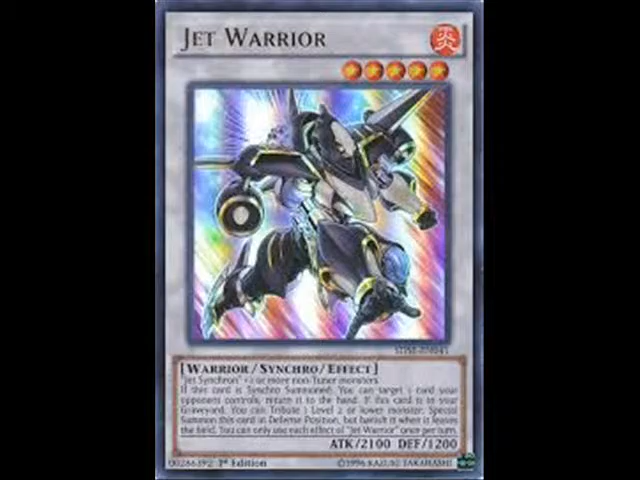 JET WARRIOR
炎
SDSE-EN041
[WARRIOR / SYNCHRO / EFFECT]
"Jet Synchron" + 1 or more non-Tuner monsters
If this card is Synchro Summoned: You can target 1 card your
opponent controls; return it to the hand. If this card is in your
Graveyard: You can Tribute 1 Level 2 or lower monster; Special
Summon this card in Defense Position, but banish it when it leaves
the field. You can only use each effect of "Jet Warrior" once per turn.
ATK/2100 DEF/1200
00286392 1st Edition
©1996 KAZUKI TAKAHASHI